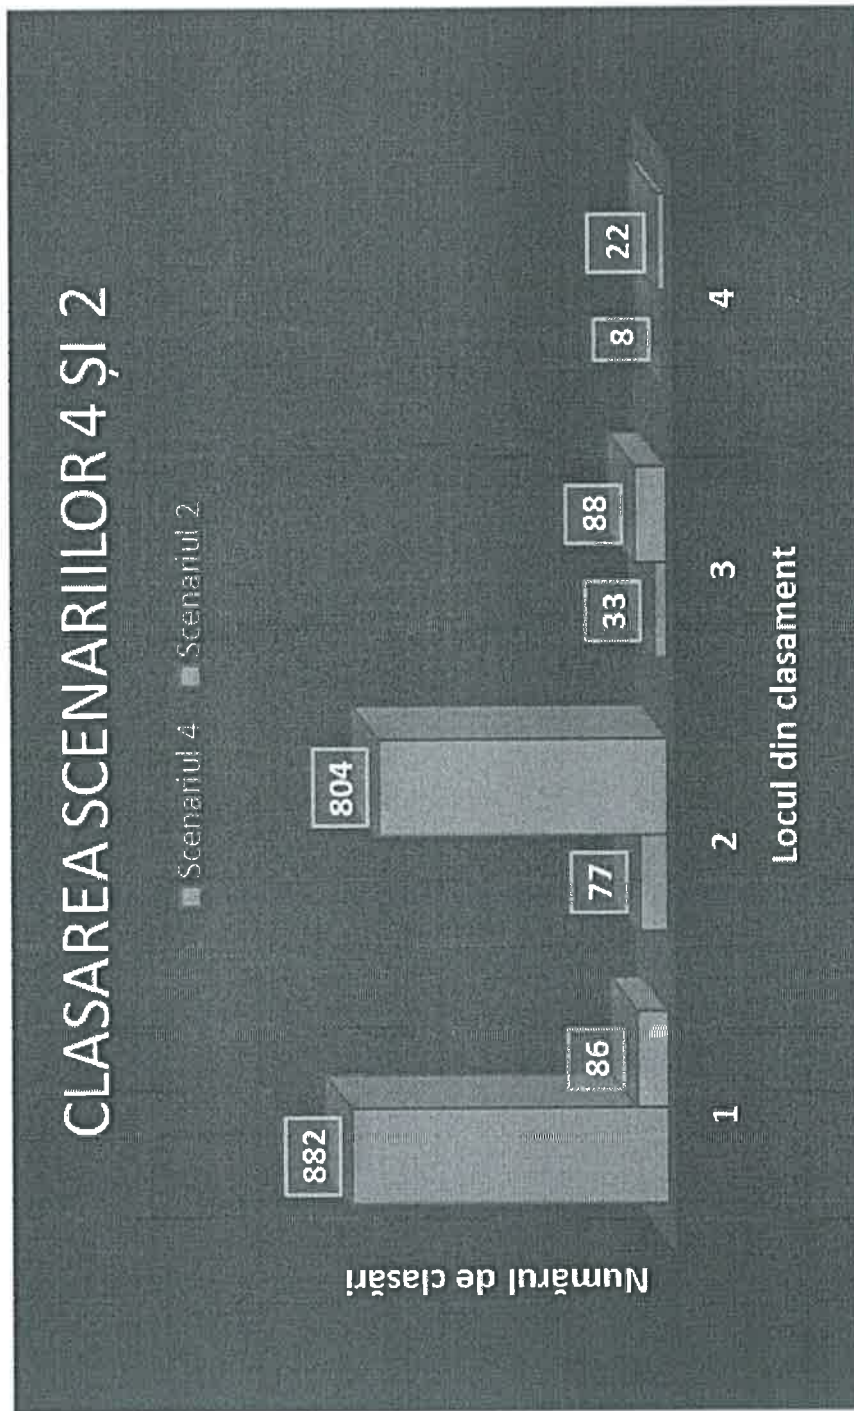 CLASAREA SCENARIILOR 4 ȘI 2
Scenariul 4 Scenariul 2
Numărul de clasări
882
86
77
804
33
88
8
22
1 2 3 4
Locul din clasament